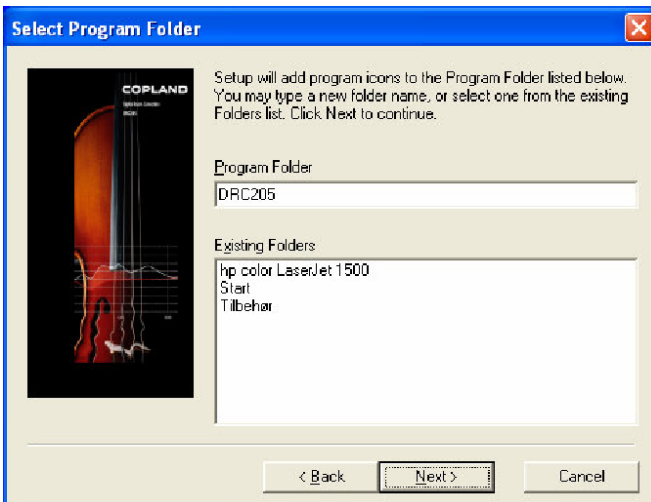 Select Program Folder
COPLAND
DRC205
Setup will add program icons to the Program Folder listed below.
You may type a new folder name, or select one from the existing
Folders list. Click Next to continue.
Program Folder
DRC205
Existing Folders
hp color LaserJet 1500
Start
Tilbehør
< Back
Next >
Cancel